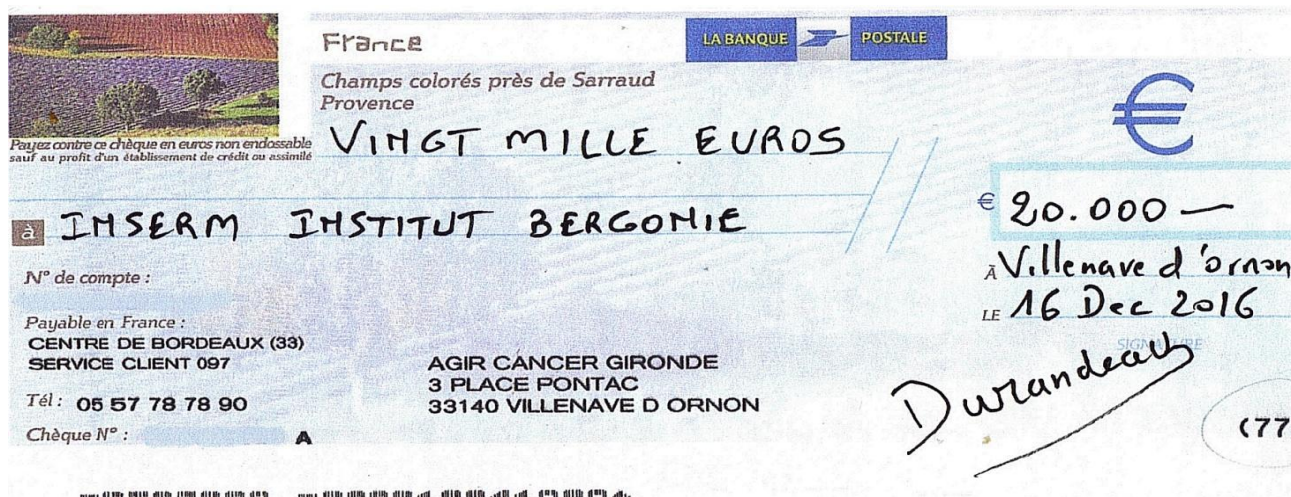 France
LA BANQUE POSTALE
Champs colorés près de Sarraud
Provence
Payez contre ce chèque en euros non endossable
sauf au profit d'un établissement de crédit ou assimilé
VINGT MILLE EUROS
€
à INSERM INSTITUT BERGONIE
€ 20.000 —
N° de compte :
À Villenave d'ornon
LE 16 Dec 2016
Payable en France :
CENTRE DE BORDEAUX (33)
SERVICE CLIENT 097
SIGNATURE
Durandeau
AGIR CANCER GIRONDE
3 PLACE PONTAC
33140 VILLENAVE D ORNON
Tél : 05 57 78 78 90
Chèque N° : A
(77